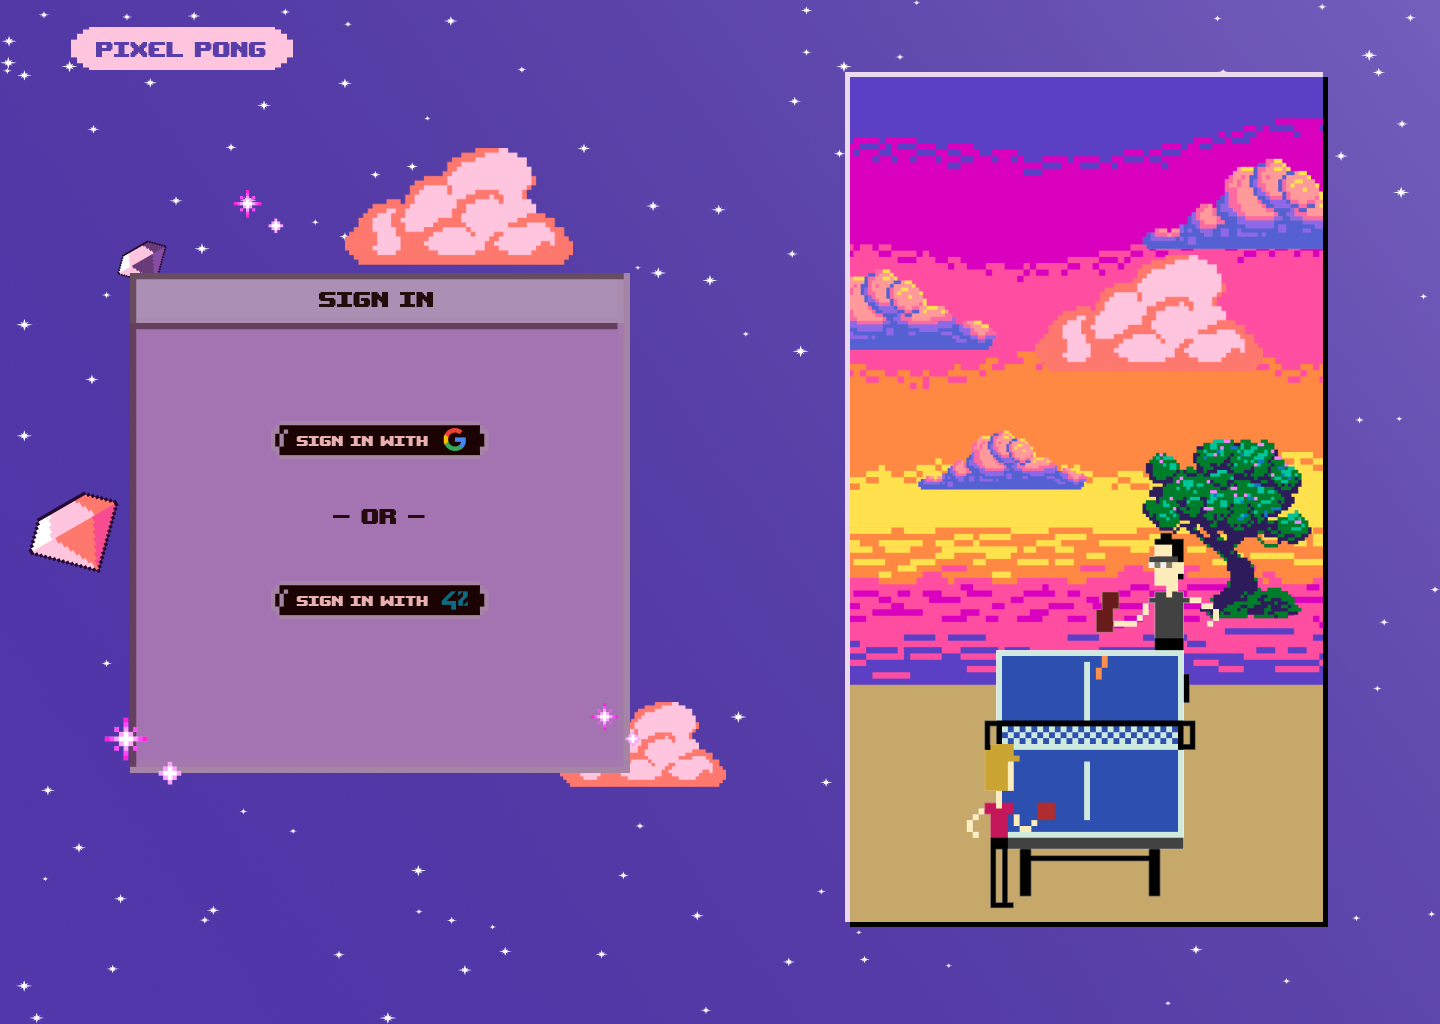 PIXEL PONG
SIGN IN
SIGN IN WITH G
— OR —
SIGN IN WITH 42